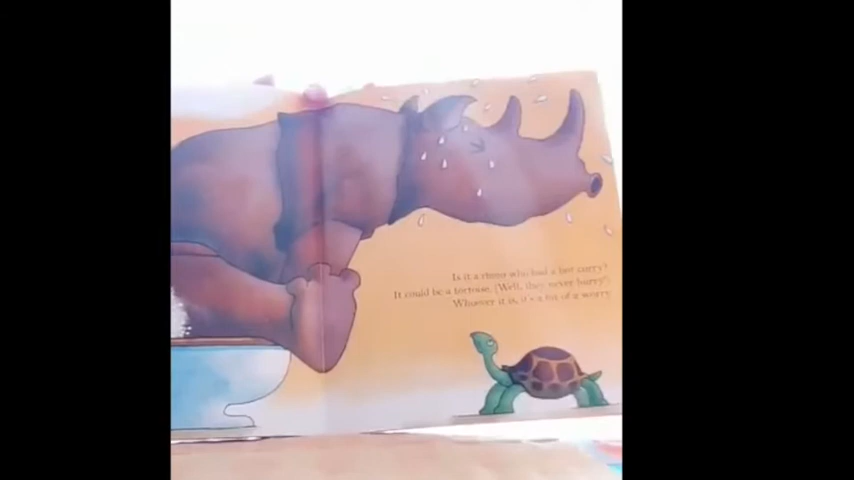 Is it a rhino who had a hot curry?
It could be a tortoise. (Well, they never hurry!)
Whoever it is, it's a bit of a worry